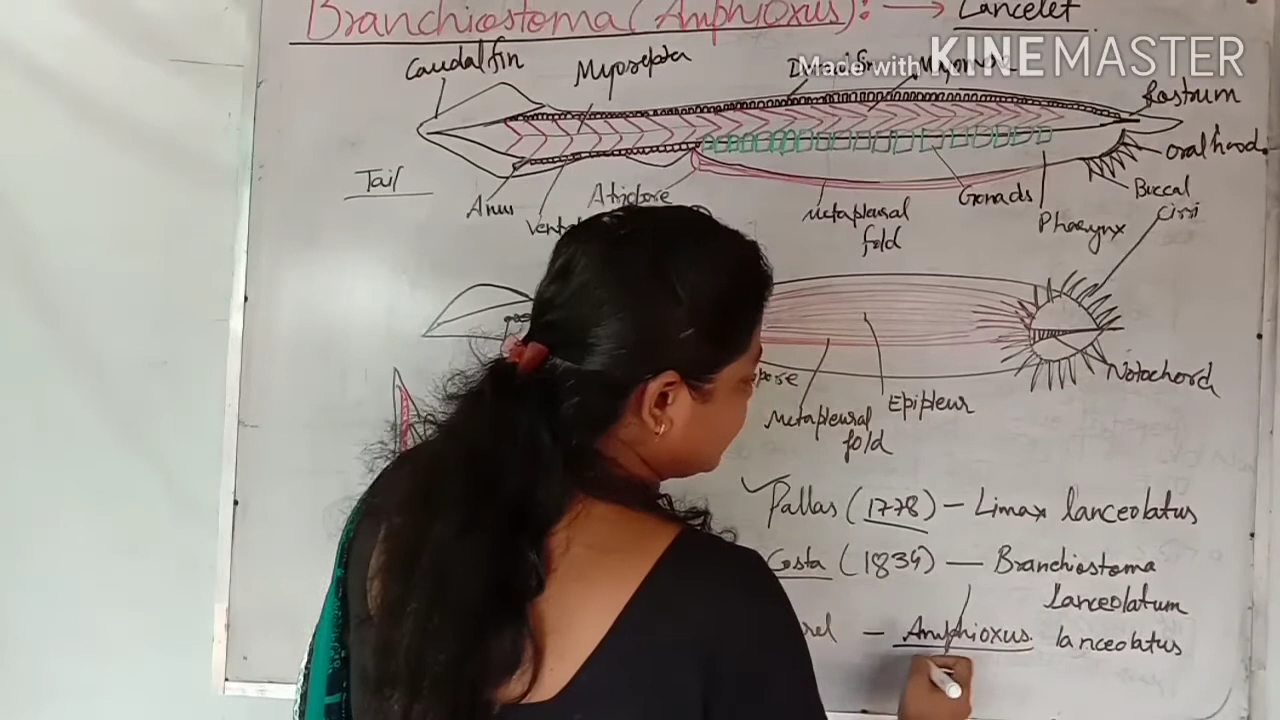 Branchiostoma (Amphioxus): → Lancelet
Made with KINEMASTER
Caudal fin
Myosepta
Rostrum
Oral hood
Buccal
Cirri
Tail
Anus
Atriopore
Metapleural
fold
Gonads
Pharynx
Notochord
Metapleural
fold
Epipleur
✓ Pallas (1778) — Limax lanceolatus
Costa (1834) — Branchiostoma
lanceolatum
— Amphioxus lanceolatus